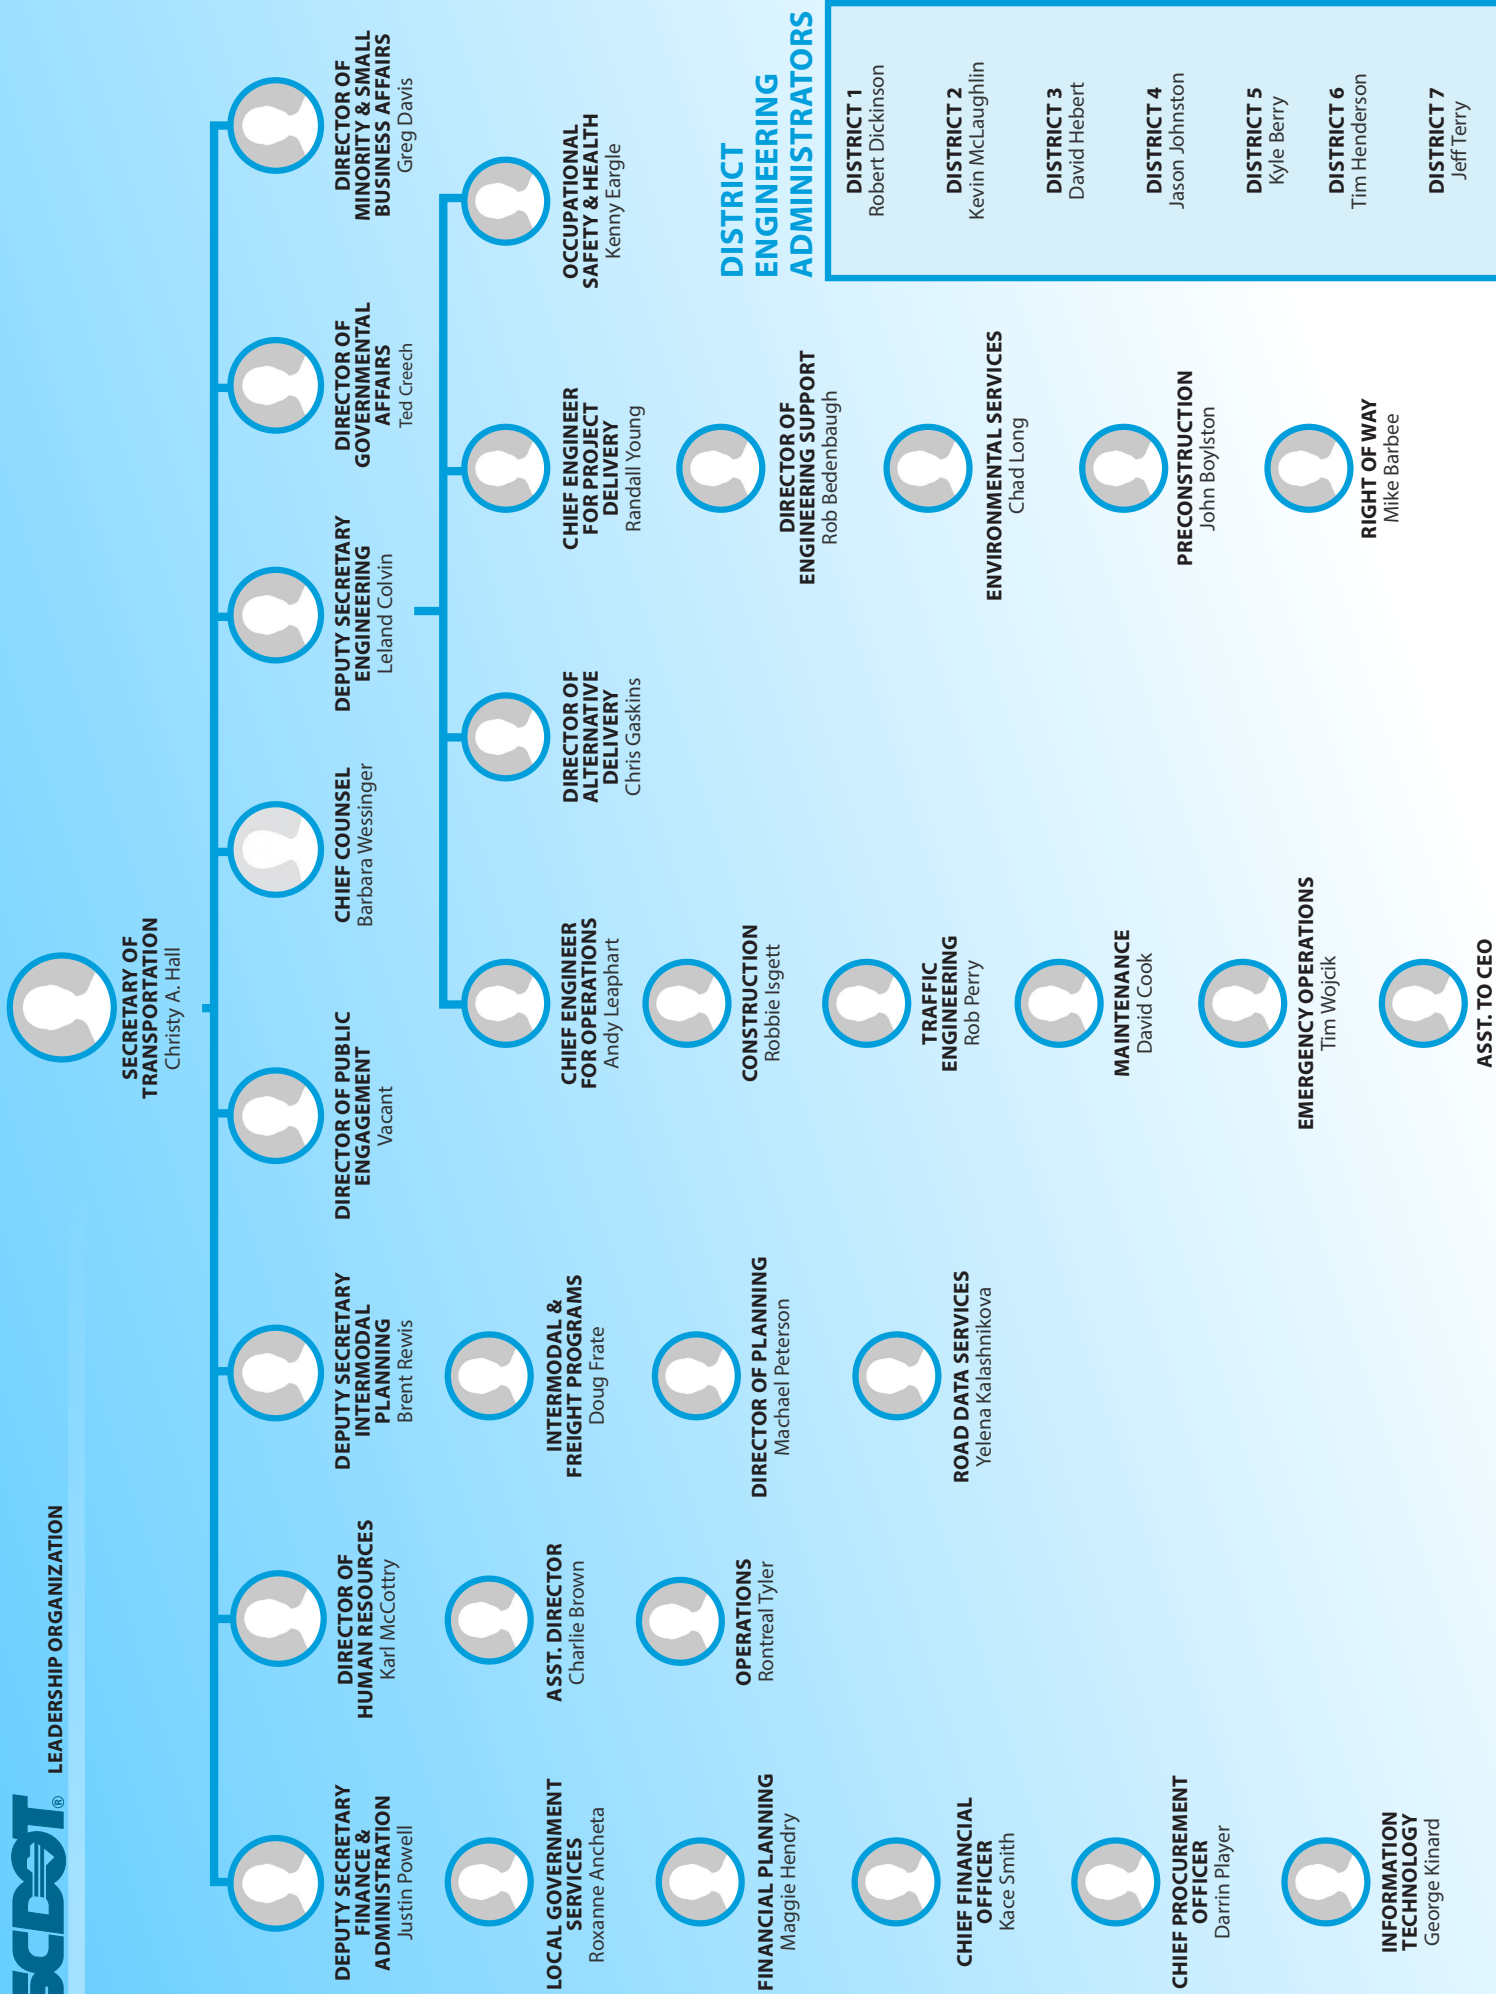 SCDOT® LEADERSHIP ORGANIZATION
SECRETARY OF
TRANSPORTATION
Christy A. Hall
DEPUTY SECRETARY
FINANCE &
ADMINISTRATION
Justin Powell
DIRECTOR OF
HUMAN RESOURCES
Karl McCottry
DEPUTY SECRETARY
INTERMODAL
PLANNING
Brent Rewis
DIRECTOR OF PUBLIC
ENGAGEMENT
Vacant
CHIEF COUNSEL
Barbara Wessinger
DEPUTY SECRETARY
ENGINEERING
Leland Colvin
DIRECTOR OF
GOVERNMENTAL
AFFAIRS
Ted Creech
DIRECTOR OF
MINORITY & SMALL
BUSINESS AFFAIRS
Greg Davis
LOCAL GOVERNMENT
SERVICES
Roxanne Ancheta
FINANCIAL PLANNING
Maggie Hendry
CHIEF FINANCIAL
OFFICER
Kace Smith
CHIEF PROCUREMENT
OFFICER
Darrin Player
INFORMATION
TECHNOLOGY
George Kinard
ASST. DIRECTOR
Charlie Brown
OPERATIONS
Rontreal Tyler
INTERMODAL &
FREIGHT PROGRAMS
Doug Frate
DIRECTOR OF PLANNING
Machael Peterson
ROAD DATA SERVICES
Yelena Kalashnikova
CHIEF ENGINEER
FOR OPERATIONS
Andy Leaphart
CONSTRUCTION
Robbie Isgett
TRAFFIC
ENGINEERING
Rob Perry
MAINTENANCE
David Cook
EMERGENCY OPERATIONS
Tim Wojcik
ASST. TO CEO
DIRECTOR OF
ALTERNATIVE
DELIVERY
Chris Gaskins
CHIEF ENGINEER
FOR PROJECT
DELIVERY
Randall Young
DIRECTOR OF
ENGINEERING SUPPORT
Rob Bedenbaugh
ENVIRONMENTAL SERVICES
Chad Long
PRECONSTRUCTION
John Boylston
RIGHT OF WAY
Mike Barbee
OCCUPATIONAL
SAFETY & HEALTH
Kenny Eargle
DISTRICT
ENGINEERING
ADMINISTRATORS
DISTRICT 1
Robert Dickinson
DISTRICT 2
Kevin McLaughlin
DISTRICT 3
David Hebert
DISTRICT 4
Jason Johnston
DISTRICT 5
Kyle Berry
DISTRICT 6
Tim Henderson
DISTRICT 7
Jeff Terry